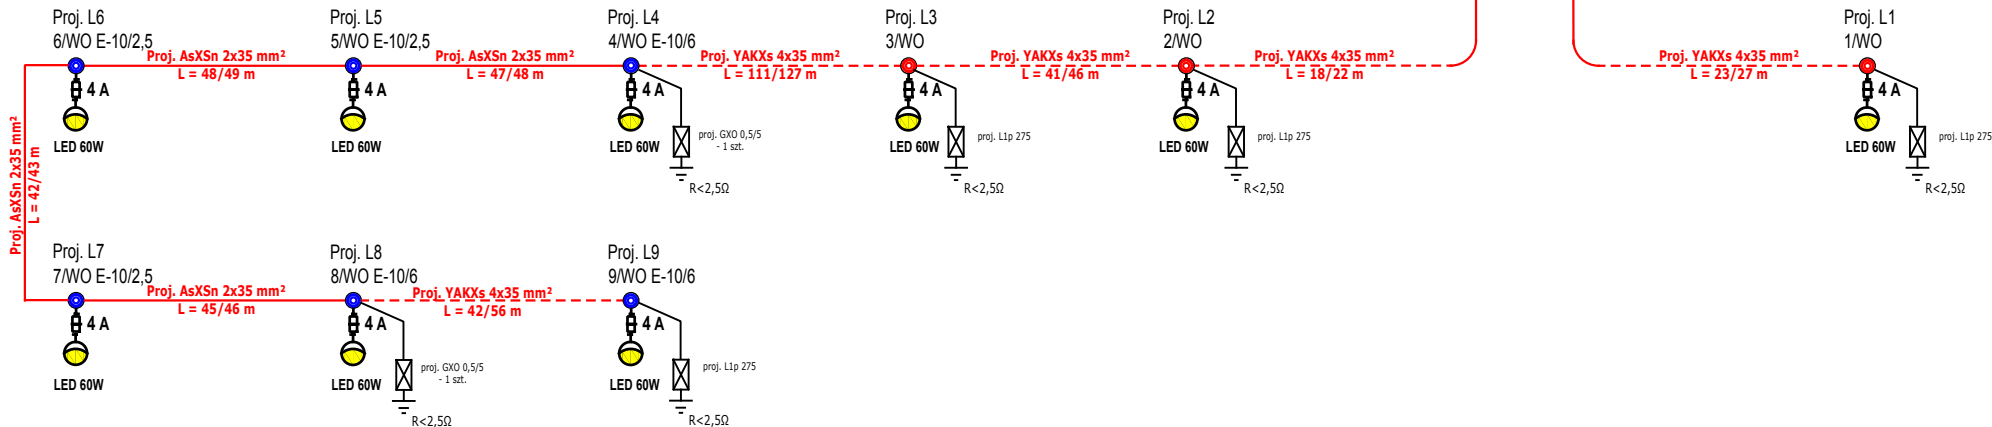 Proj. L6
6/WO E-10/2,5
Proj. AsXSn 2x35 mm²
L = 48/49 m
4 A
LED 60W
Proj. L5
5/WO E-10/2,5
Proj. AsXSn 2x35 mm²
L = 47/48 m
4 A
LED 60W
Proj. L4
4/WO E-10/6
Proj. YAKXs 4x35 mm²
L = 111/127 m
4 A
LED 60W
proj. GXO 0,5/5
- 1 szt.
R<2,5Ω
Proj. L3
3/WO
Proj. YAKXs 4x35 mm²
L = 41/46 m
4 A
LED 60W
proj. L1p 275
R<2,5Ω
Proj. L2
2/WO
Proj. YAKXs 4x35 mm²
L = 18/22 m
4 A
LED 60W
proj. L1p 275
R<2,5Ω
Proj. L1
1/WO
Proj. YAKXs 4x35 mm²
L = 23/27 m
4 A
LED 60W
proj. L1p 275
R<2,5Ω
Proj. AsXSn 2x35 mm²
L = 42/43 m
Proj. L7
7/WO E-10/2,5
Proj. AsXSn 2x35 mm²
L = 45/46 m
4 A
LED 60W
Proj. L8
8/WO E-10/6
Proj. YAKXs 4x35 mm²
L = 42/56 m
4 A
LED 60W
proj. GXO 0,5/5
- 1 szt.
R<2,5Ω
Proj. L9
9/WO E-10/6
4 A
LED 60W
proj. L1p 275
R<2,5Ω